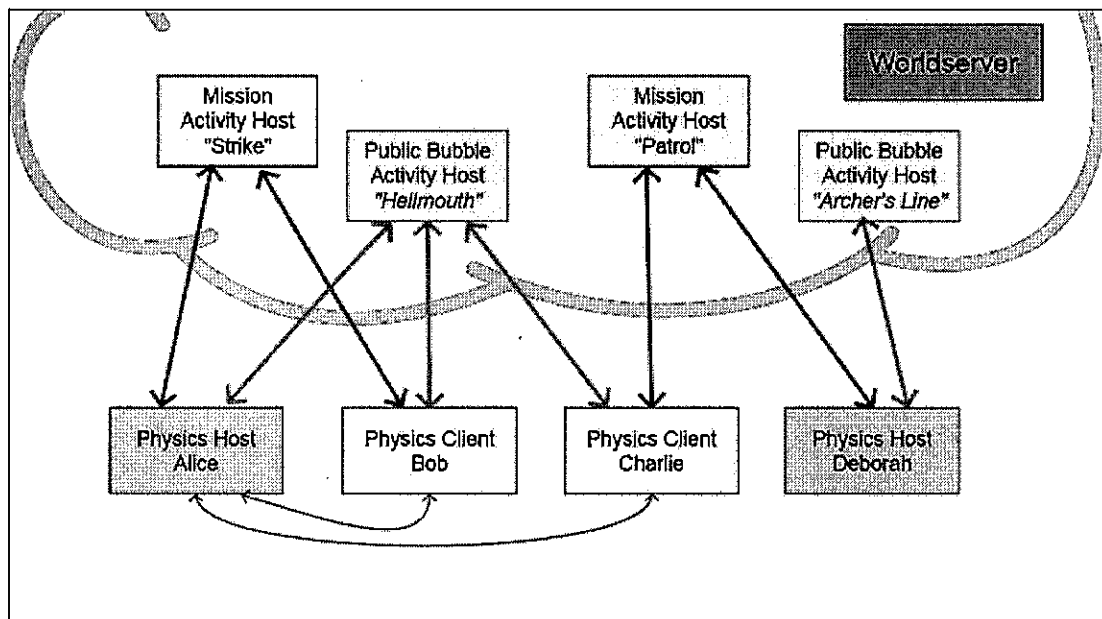 Worldserver
Mission
Activity Host
"Strike"
Public Bubble
Activity Host
"Hellmouth"
Mission
Activity Host
"Patrol"
Public Bubble
Activity Host
"Archer's Line"
Physics Host
Alice
Physics Client
Bob
Physics Client
Charlie
Physics Host
Deborah